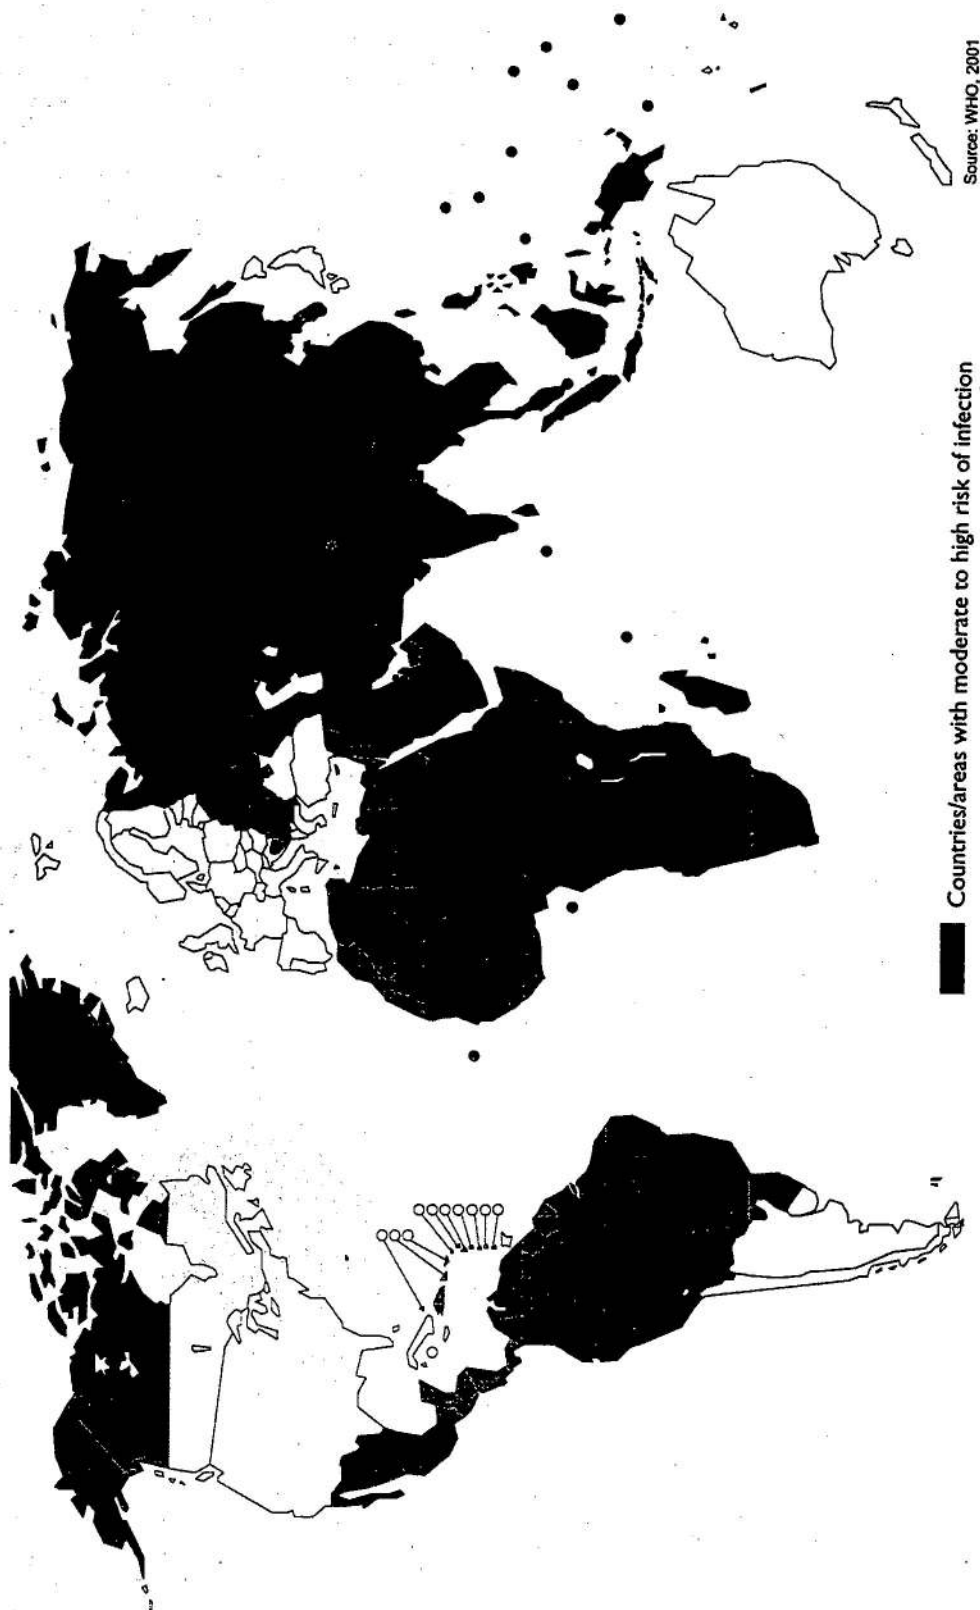 Countries/areas with moderate to high risk of infection
Source: WHO, 2001